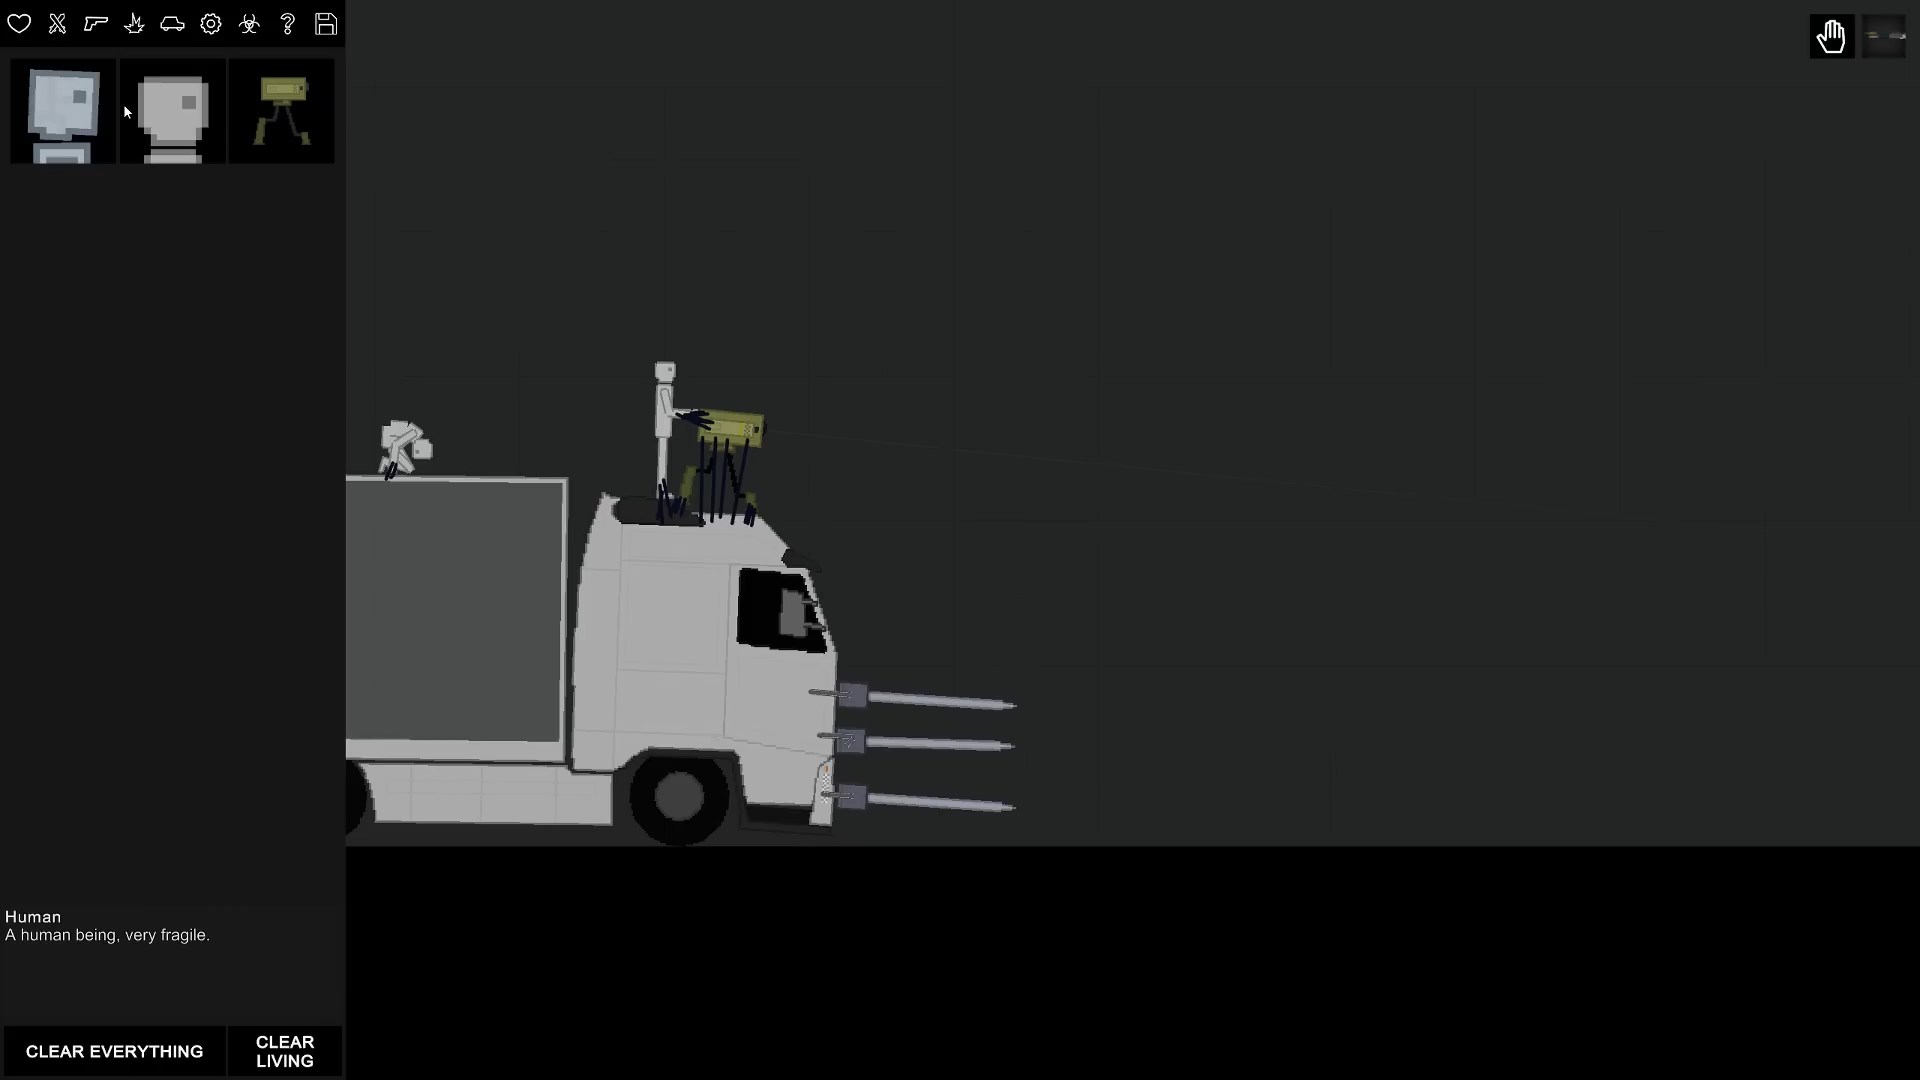 Human
A human being, very fragile.
CLEAR EVERYTHING
CLEAR
LIVING